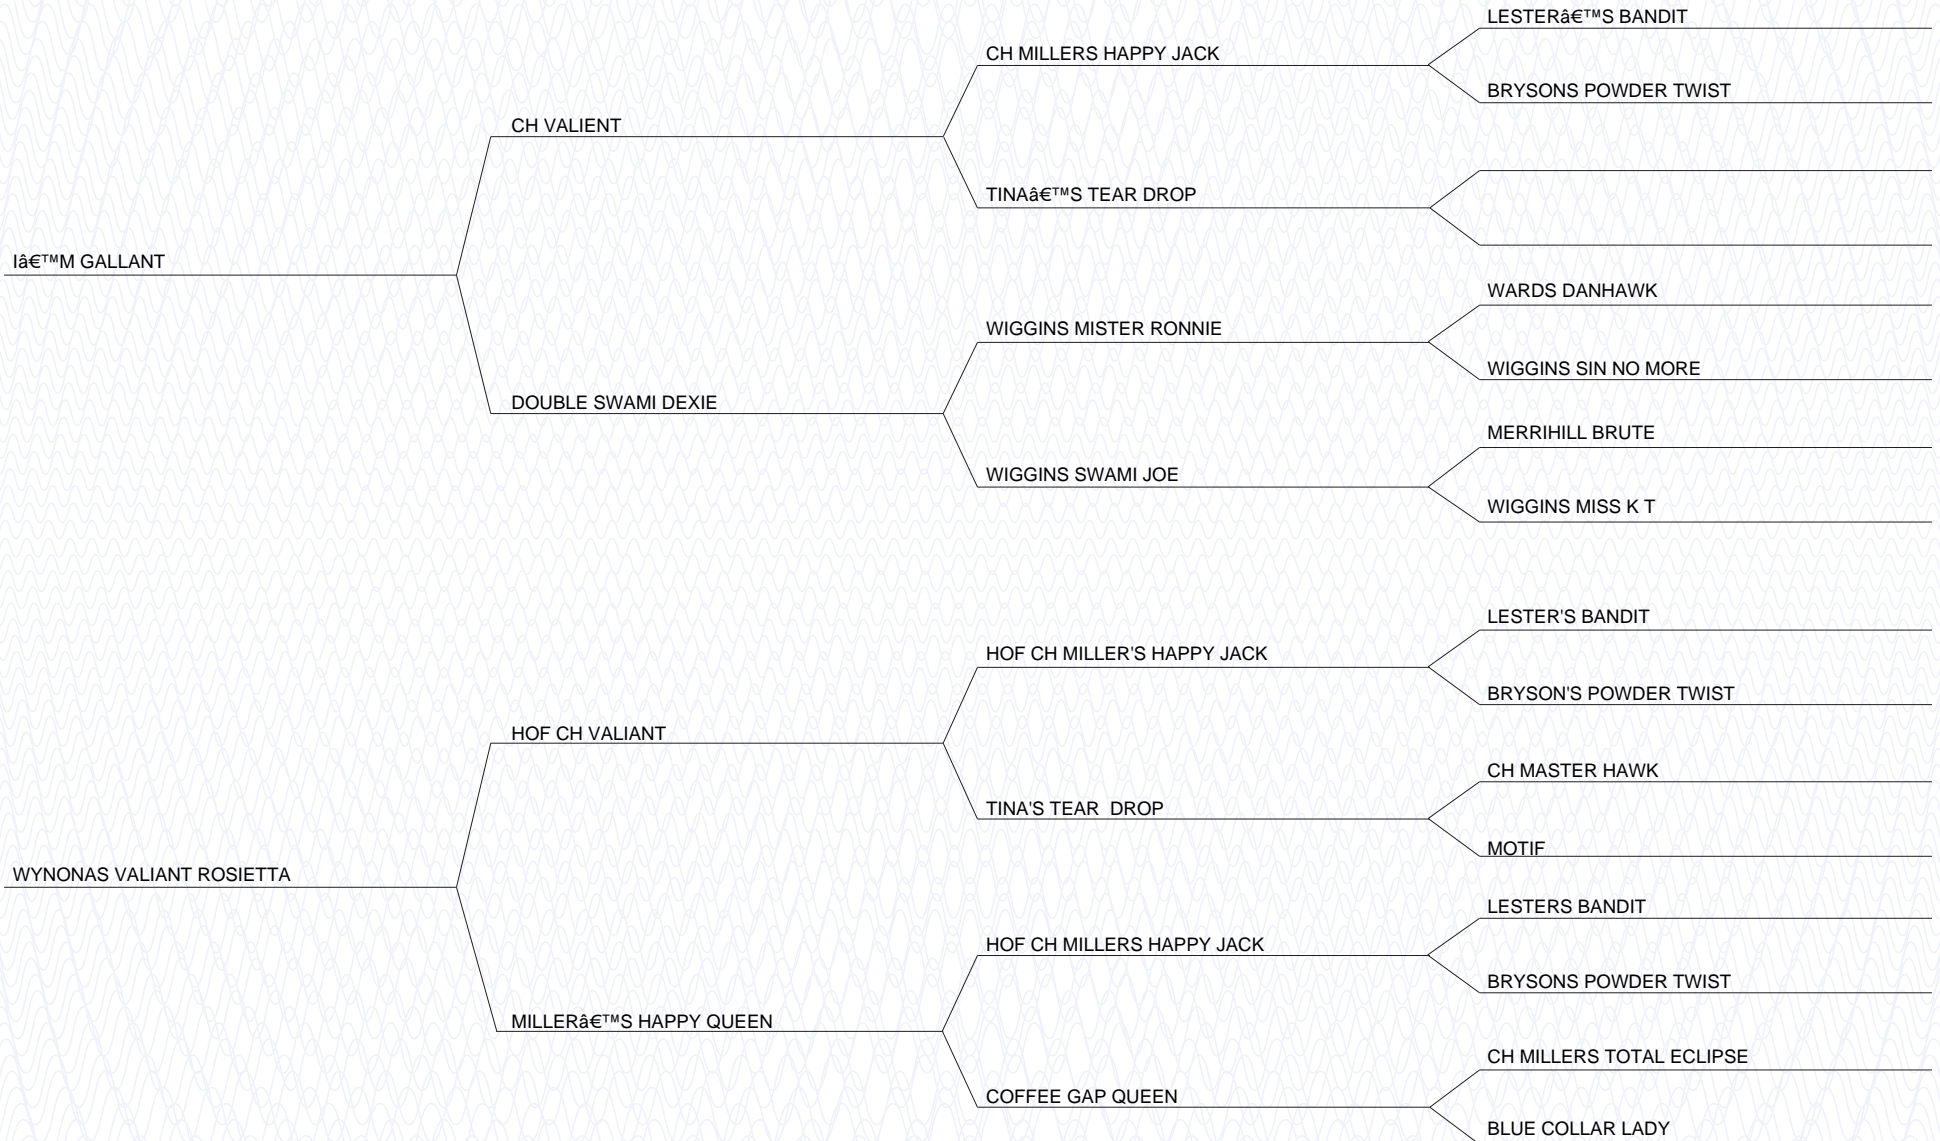 LESTERâ€™S BANDIT
CH MILLERS HAPPY JACK
BRYSONS POWDER TWIST
CH VALIENT
TINAâ€™S TEAR DROP
Iâ€™M GALLANT
WARDS DANHAWK
WIGGINS MISTER RONNIE
WIGGINS SIN NO MORE
DOUBLE SWAMI DEXIE
MERRIHILL BRUTE
WIGGINS SWAMI JOE
WIGGINS MISS K T
LESTER'S BANDIT
HOF CH MILLER'S HAPPY JACK
BRYSON'S POWDER TWIST
HOF CH VALIANT
CH MASTER HAWK
TINA'S TEAR  DROP
MOTIF
WYNONAS VALIANT ROSIETTA
LESTERS BANDIT
HOF CH MILLERS HAPPY JACK
BRYSONS POWDER TWIST
MILLERâ€™S HAPPY QUEEN
CH MILLERS TOTAL ECLIPSE
COFFEE GAP QUEEN
BLUE COLLAR LADY